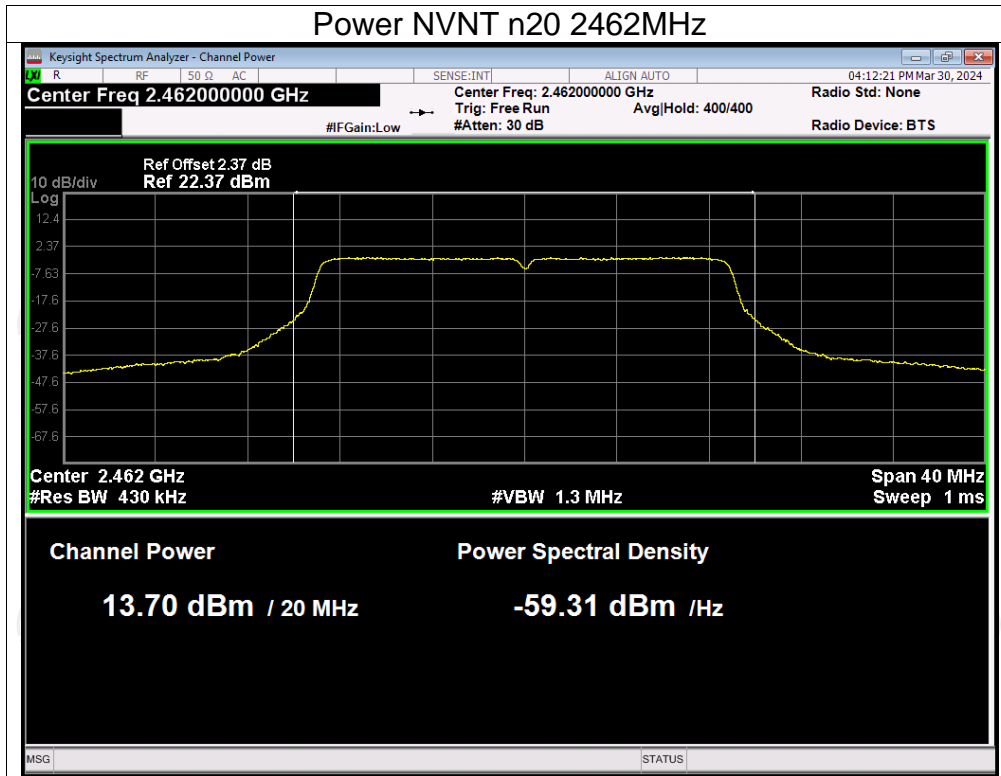 Power NVNT n20 2462MHz
Keysight Spectrum Analyzer - Channel Power
LXI R RF 50 Ω AC SENSE:INT ALIGN AUTO 04:12:21 PM Mar 30, 2024
Center Freq 2.462000000 GHz Center Freq: 2.462000000 GHz Radio Std: None
Trig: Free Run Avg|Hold: 400/400
#IFGain:Low #Atten: 30 dB Radio Device: BTS
Ref Offset 2.37 dB
10 dB/div Ref 22.37 dBm
Log
12.4
2.37
-7.63
-17.6
-27.6
-37.6
-47.6
-57.6
-67.6
Center 2.462 GHz Span 40 MHz
#Res BW 430 kHz #VBW 1.3 MHz Sweep 1 ms
Channel Power Power Spectral Density
13.70 dBm / 20 MHz -59.31 dBm /Hz
MSG STATUS